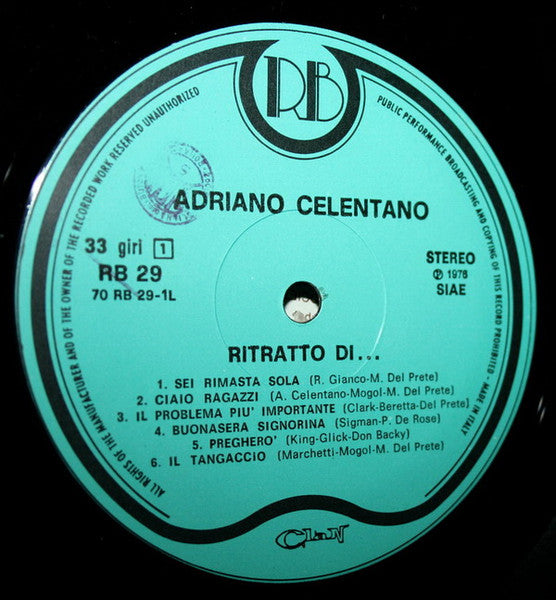 RB
ALL RIGHTS OF THE MANUFACTURER AND OF THE OWNER OF THE RECORDED WORK RESERVED UNAUTHORIZED
PUBLIC PERFORMANCE BROADCASTING AND COPYING OF THIS RECORD PROHIBITED - MADE IN ITALY
ADRIANO CELENTANO
33 giri 1
RB 29
70 RB 29-1L
STEREO
℗ 1978
SIAE
RITRATTO DI...
1. SEI RIMASTA SOLA (R. Gianco-M. Del Prete)
2. CIAIO RAGAZZI (A. Celentano-Mogol-M. Del Prete)
3. IL PROBLEMA PIU' IMPORTANTE (Clark-Beretta-Del Prete)
4. BUONASERA SIGNORINA (Sigman-P. De Rose)
5. PREGHERO' (King-Glick-Don Backy)
6. IL TANGACCIO (Marchetti-Mogol-M. Del Prete)
CLAN